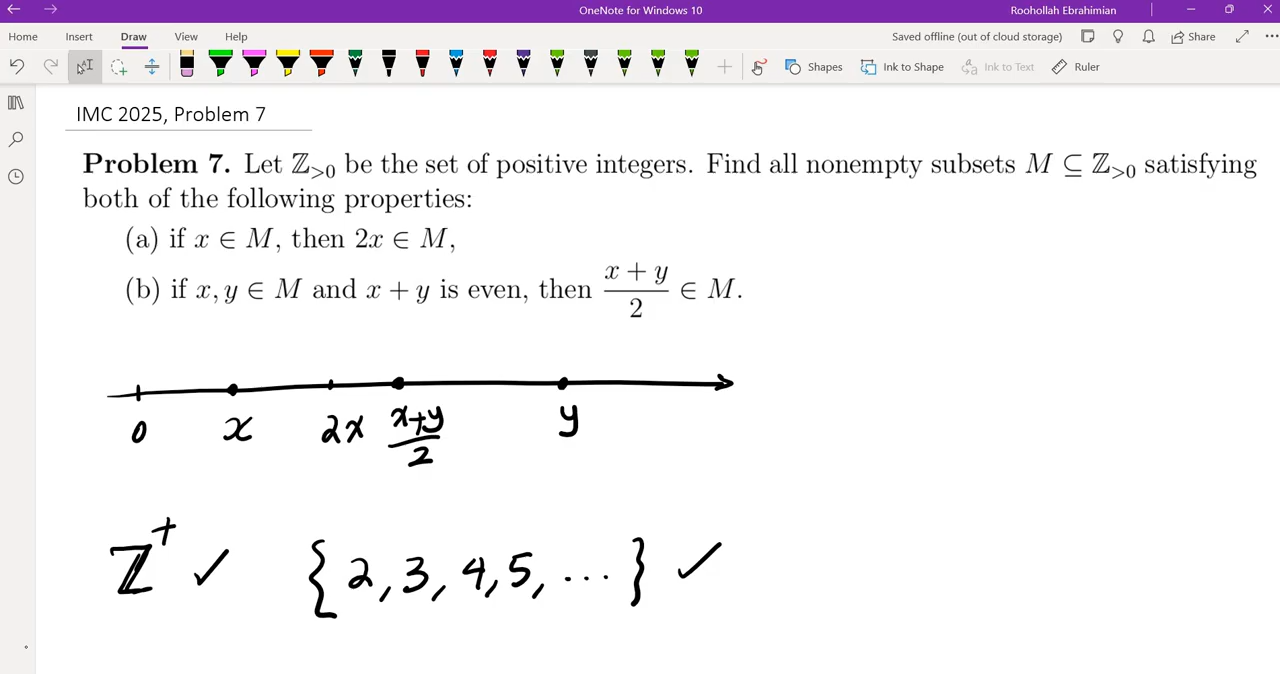 OneNote for Windows 10
Roohollah Ebrahimian
Home Insert Draw View Help
Saved offline (out of cloud storage) Share
Shapes Ink to Shape Ink to Text Ruler
IMC 2025, Problem 7
Problem 7. Let ℤ>0 be the set of positive integers. Find all nonempty subsets M ⊆ ℤ>0 satisfying
both of the following properties:
(a) if x ∈ M, then 2x ∈ M,
(b) if x, y ∈ M and x + y is even, then (x + y)/2 ∈ M.
0 x 2x (x+y)/2 y
ℤ⁺ ✓ {2, 3, 4, 5, ... } ✓